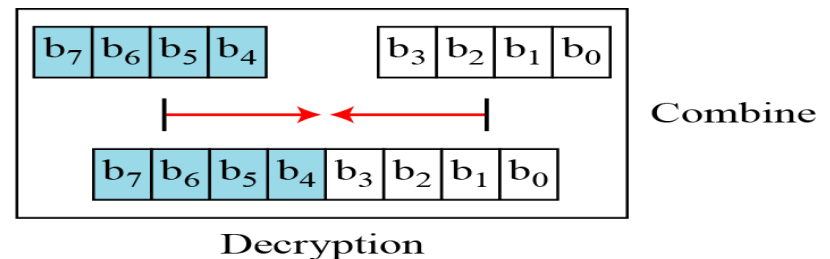 b₇ b₆ b₅ b₄ b₃ b₂ b₁ b₀
Combine
b₇ b₆ b₅ b₄ b₃ b₂ b₁ b₀
Decryption